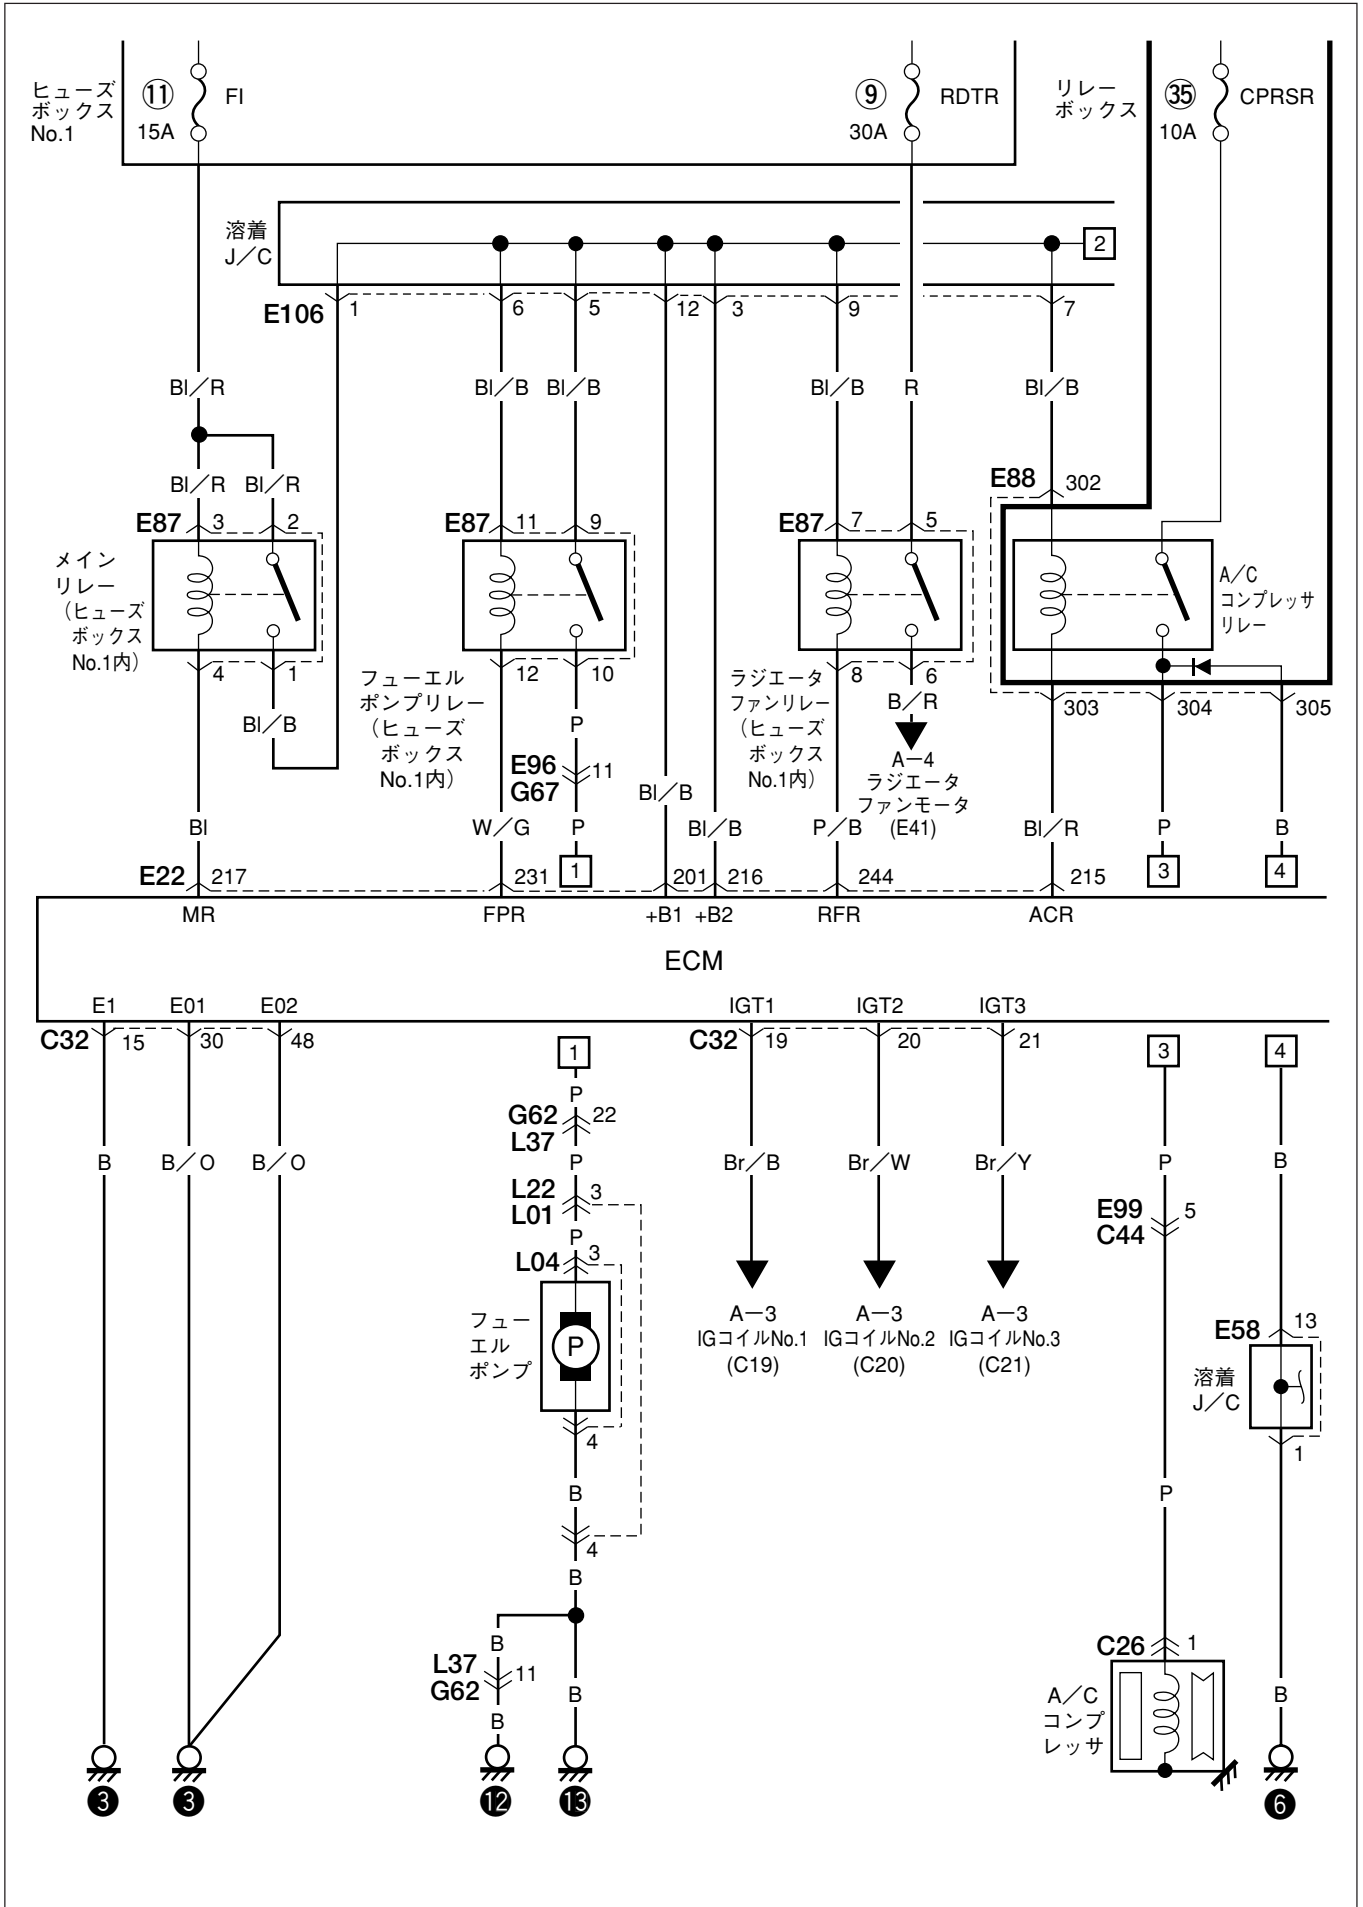 ヒューズ
ボックス
No.1
⑪ FI
15A
⑨ RDTR
30A
リレー
ボックス
㉟ CPRSR
10A
溶着
J／C
2
E106 1 6 5 12 3 9 7
Bl／R Bl／B Bl／B Bl／B R Bl／B
Bl／R Bl／R
E88 302
E87 3 2
E87 11 9
E87 7 5
メイン
リレー
（ヒューズ
ボックス
No.1内）
A／C
コンプレッサ
リレー
4 1
12 10
8 6
303 304 305
フューエル
ポンプリレー
（ヒューズ
ボックス
No.1内）
ラジエータ
ファンリレー
（ヒューズ
ボックス
No.1内）
Bl／B
P
B／R
E96
G67
11
A－4
ラジエータ
ファンモータ
(E41)
Bl／B
Bl W／G P Bl／B P／B Bl／R P B
1 3 4
E22 217 231 201 216 244 215
MR FPR +B1 +B2 RFR ACR
ECM
E1 E01 E02 IGT1 IGT2 IGT3
C32 15 30 48
C32 19 20 21
1 3 4
P
G62
L37
22
B B／O B／O P Br／B Br／W Br／Y P B
L22
L01
3
P
E99
C44
5
L04 3
フュー
エル
ポンプ
P
A－3
IGコイルNo.1
(C19)
A－3
IGコイルNo.2
(C20)
A－3
IGコイルNo.3
(C21)
E58 13
溶着
J／C
1
4
B
P
4
B
B
L37
G62
11
B
B
C26 1
A／C
コンプ
レッサ
B
❸ ❸ ⓬ ⓭ ❻